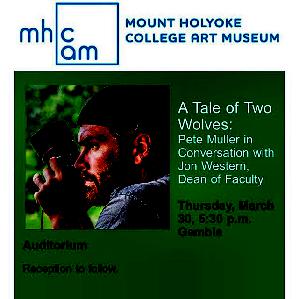 mh c
am
MOUNT HOLYOKE
COLLEGE ART MUSEUM
A Tale of Two
Wolves:
Pete Muller in
Conversation with
Jon Western,
Dean of Faculty
Thursday, March
30, 5:30 p.m.
Gamble
Auditorium
Reception to follow.